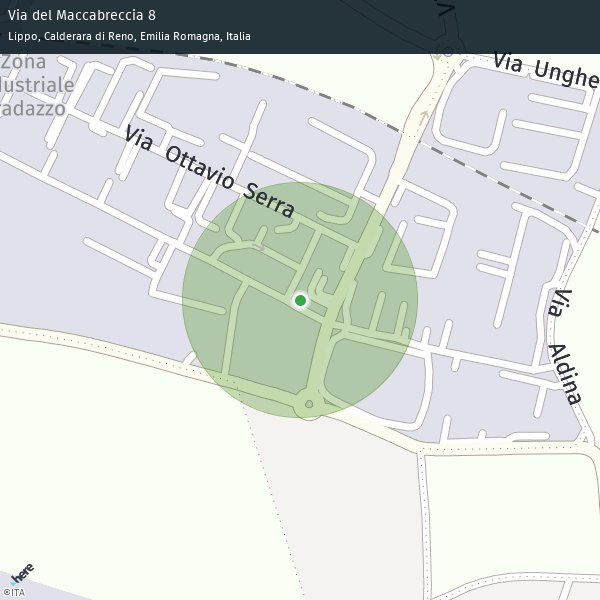 Via del Maccabreccia 8
Lippo, Calderara di Reno, Emilia Romagna, Italia
Zona
dustriale
radazzo
Via Unghe
Via Ottavio Serra
Via Aldina
here
©ITA